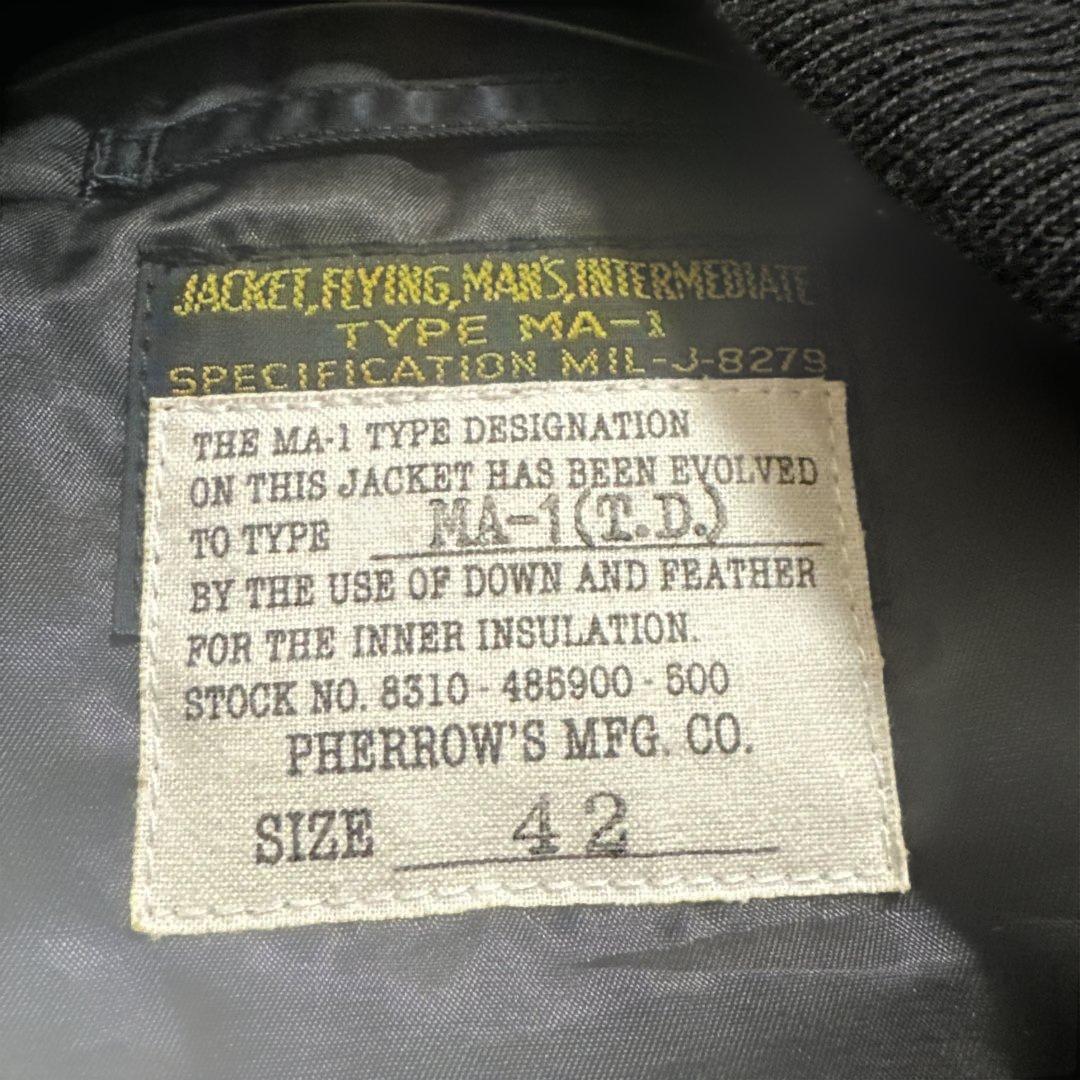 JACKET, FLYING, MAN'S, INTERMEDIATE
TYPE MA-1
SPECIFICATION MIL-J-8279
THE MA-1 TYPE DESIGNATION
ON THIS JACKET HAS BEEN EVOLVED
TO TYPE MA-1(T.D.)
BY THE USE OF DOWN AND FEATHER
FOR THE INNER INSULATION.
STOCK NO. 8310-485900-500
PHERROW'S MFG. CO.
SIZE 42